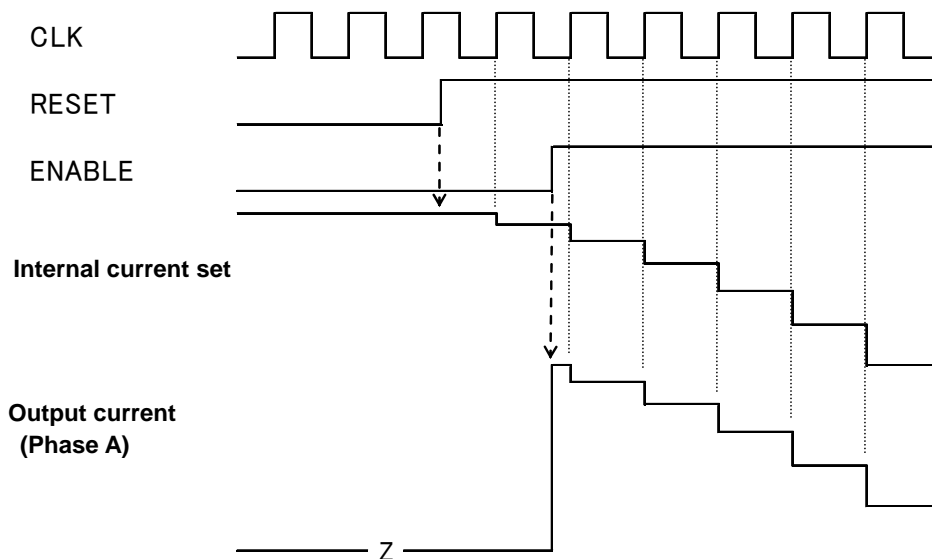 CLK
RESET
ENABLE
Internal current set
Output current
(Phase A)
Z